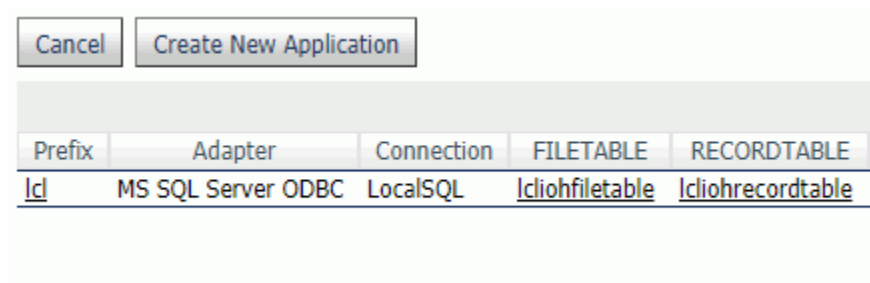 Cancel Create New Application
Prefix Adapter Connection FILETABLE RECORDTABLE
lcl MS SQL Server ODBC LocalSQL lcliohfiletable lcliohrecordtable